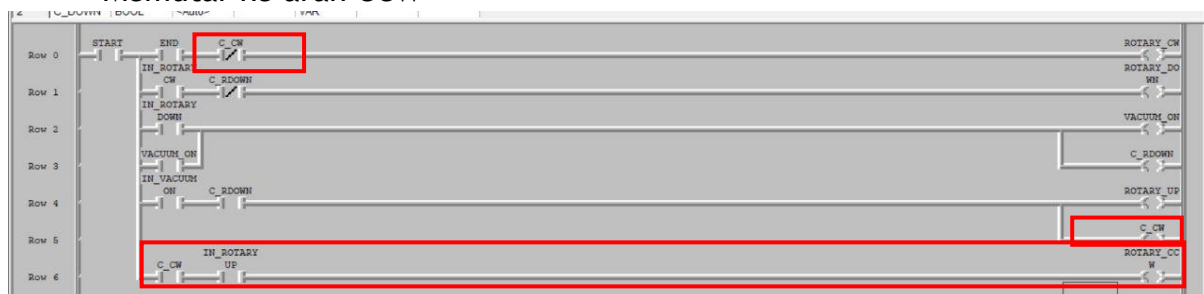 2 C_DOWN BOOL <Auto> VAR
START END C_CW ROTARY_CW
Row 0
IN_ROTARY CW C_RDOWN ROTARY_DO WN
Row 1
IN_ROTARY DOWN VACUUM_ON
Row 2
VACUUM_ON C_RDOWN
Row 3
IN_VACUUM ON C_RDOWN ROTARY_UP
Row 4
C_CW
Row 5
C_CW IN_ROTARY UP ROTARY_CC W
Row 6